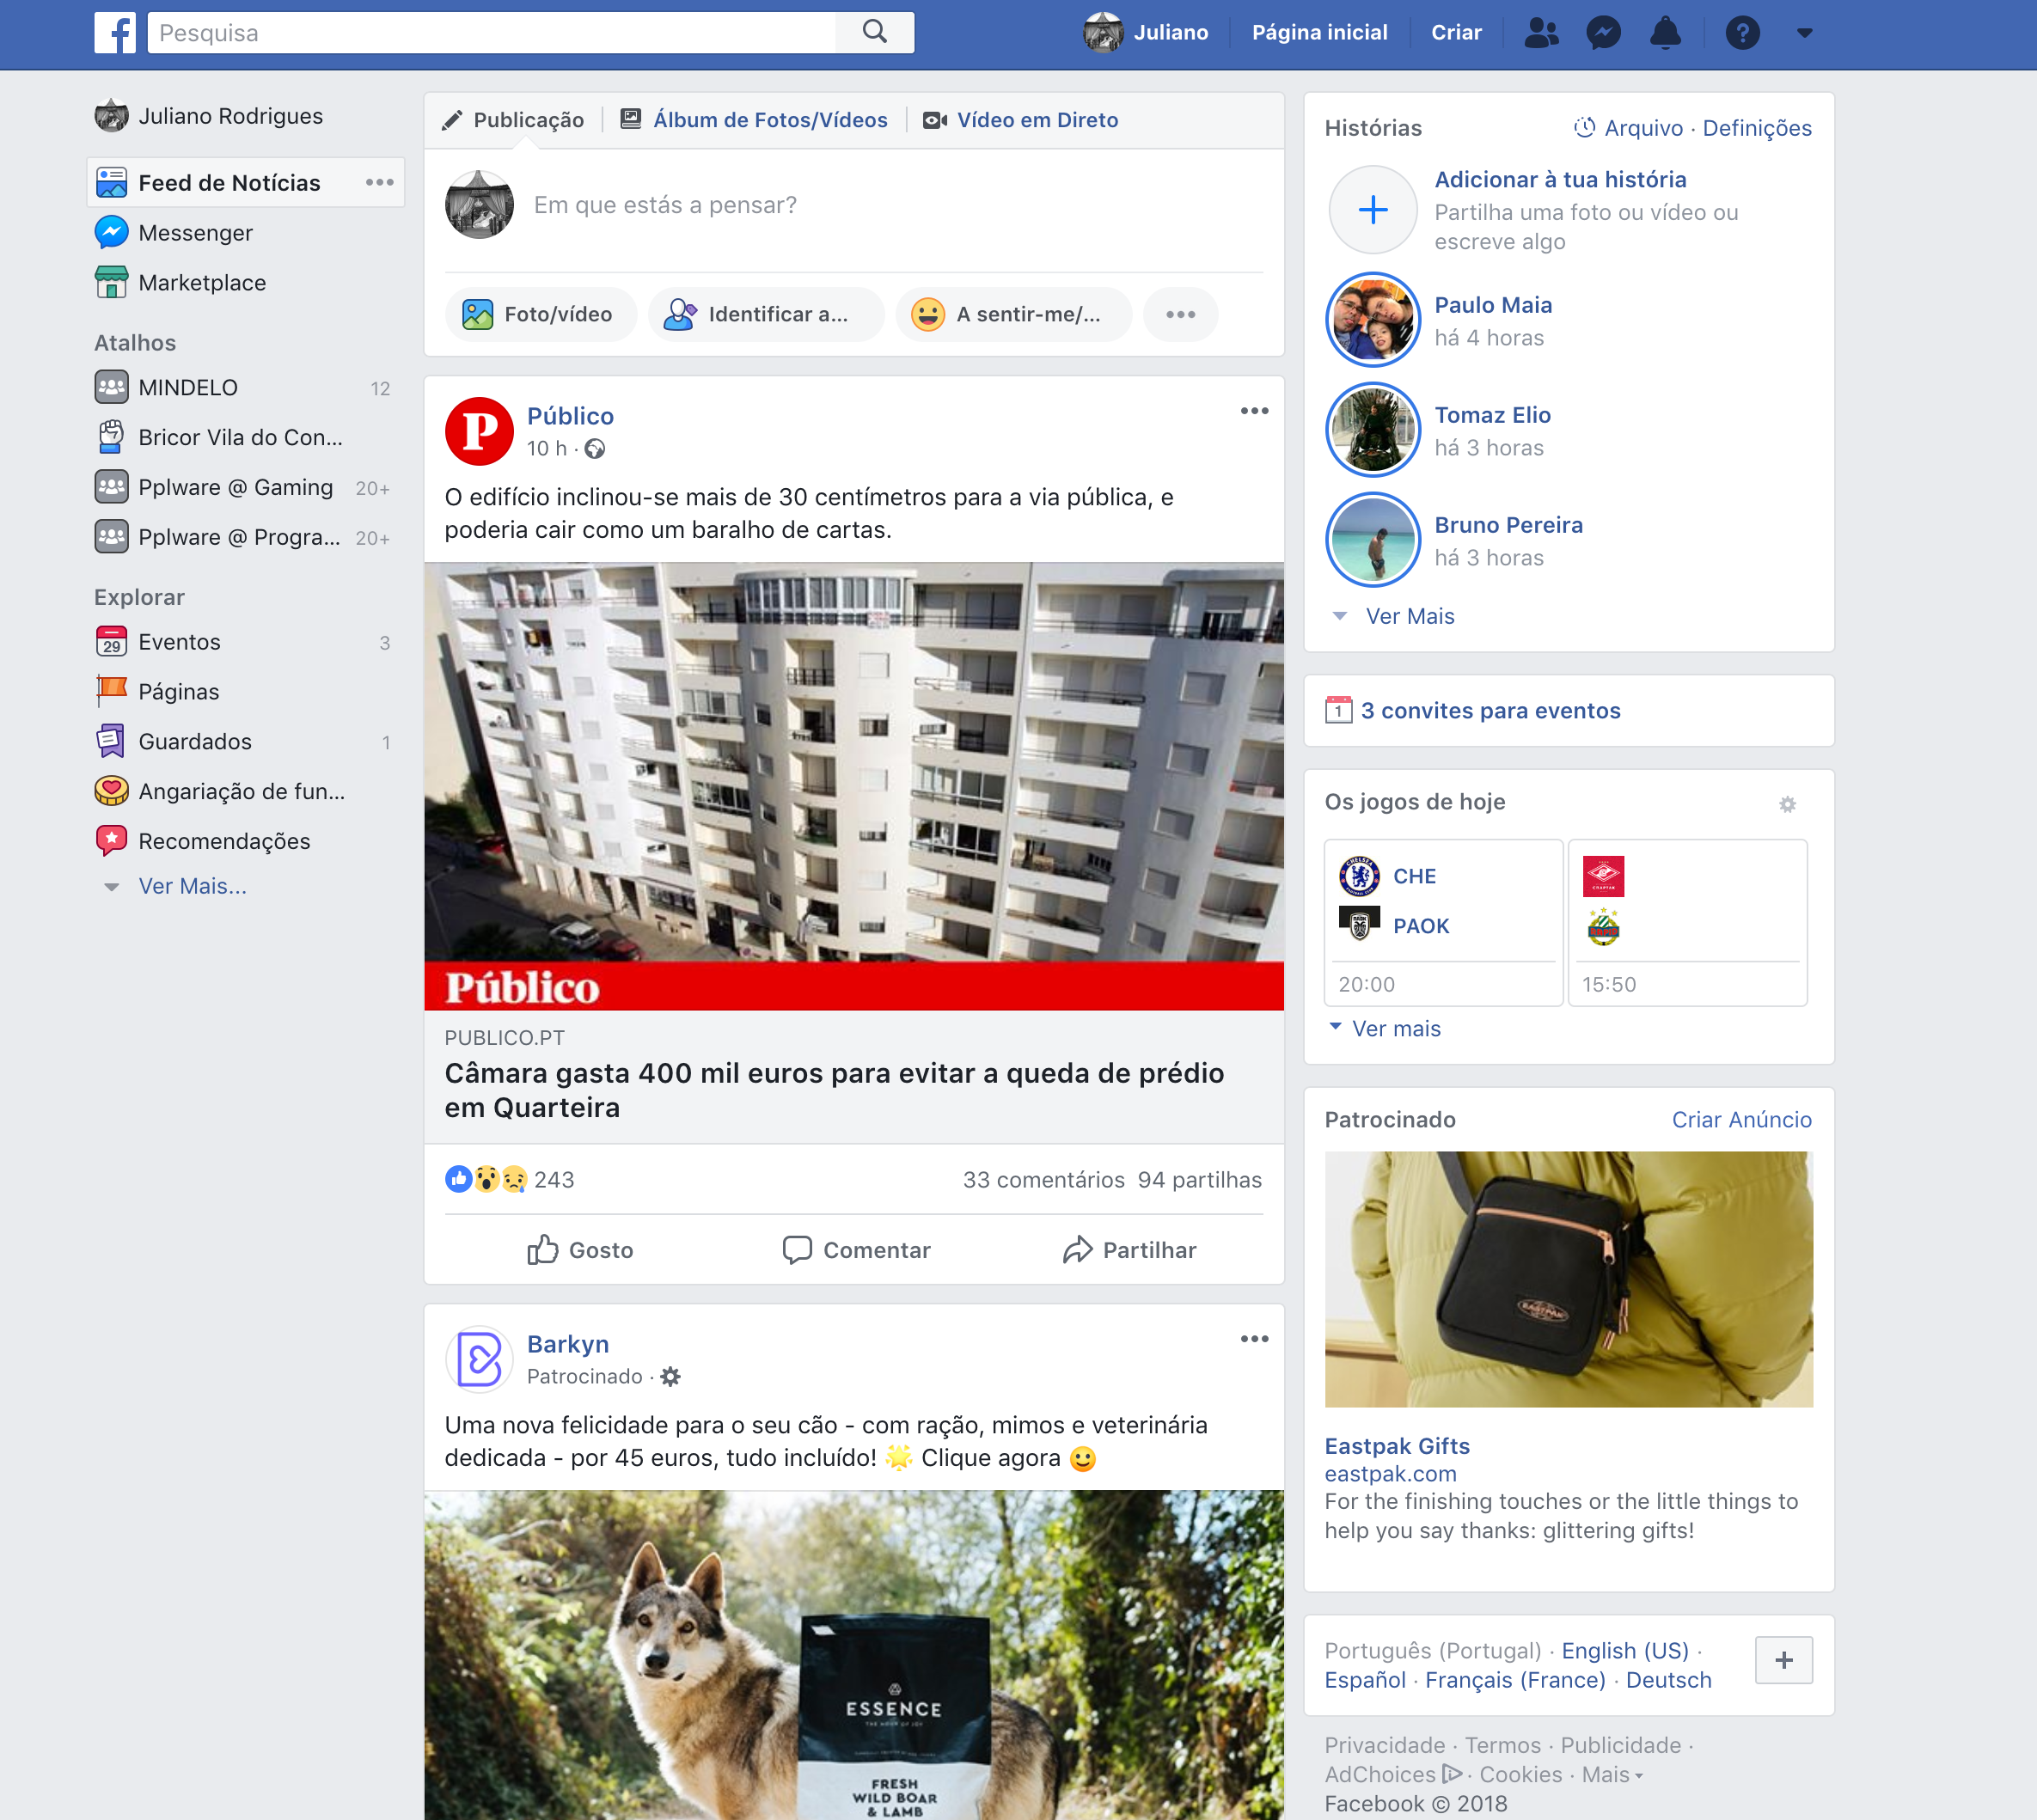 Pesquisa
Juliano
Página inicial
Criar
Juliano Rodrigues
Feed de Notícias
Messenger
Marketplace
Atalhos
MINDELO 12
Bricor Vila do Con...
Pplware @ Gaming 20+
Pplware @ Progra... 20+
Explorar
29
Eventos 3
Páginas
Guardados 1
Angariação de fun...
Recomendações
Ver Mais...
Publicação
Álbum de Fotos/Vídeos
Vídeo em Direto
Em que estás a pensar?
Foto/vídeo
Identificar a...
A sentir-me/...
P
Público
10 h ·
O edifício inclinou-se mais de 30 centímetros para a via pública, e
poderia cair como um baralho de cartas.
Público
PUBLICO.PT
Câmara gasta 400 mil euros para evitar a queda de prédio
em Quarteira
243
33 comentários 94 partilhas
Gosto
Comentar
Partilhar
Barkyn
Patrocinado ·
Uma nova felicidade para o seu cão - com ração, mimos e veterinária
dedicada - por 45 euros, tudo incluído! 🌟 Clique agora 🙂
ESSENCE
FRESH
WILD BOAR
& LAMB
Histórias
Arquivo · Definições
Adicionar à tua história
Partilha uma foto ou vídeo ou
escreve algo
Paulo Maia
há 4 horas
Tomaz Elio
há 3 horas
Bruno Pereira
há 3 horas
Ver Mais
1
3 convites para eventos
Os jogos de hoje
CHE
PAOK
20:00
15:50
Ver mais
Patrocinado
Criar Anúncio
EASTPAK
Eastpak Gifts
eastpak.com
For the finishing touches or the little things to
help you say thanks: glittering gifts!
Português (Portugal) · English (US) ·
Español · Français (France) · Deutsch
+
Privacidade · Termos · Publicidade ·
AdChoices · Cookies · Mais
Facebook © 2018